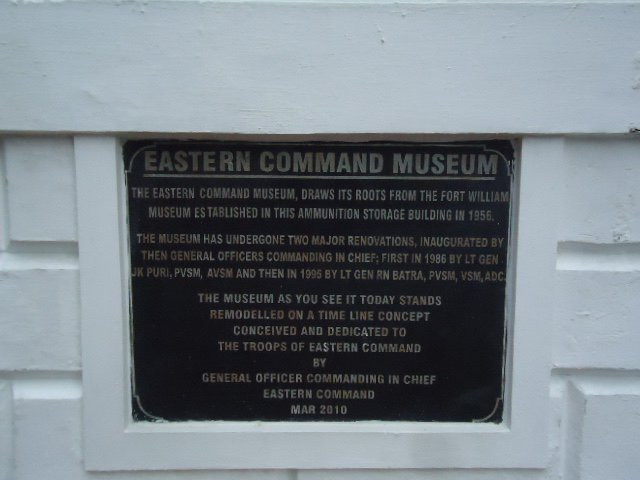 EASTERN COMMAND MUSEUM
THE EASTERN COMMAND MUSEUM, DRAWS ITS ROOTS FROM THE FORT WILLIAM
MUSEUM ESTABLISHED IN THIS AMMUNITION STORAGE BUILDING IN 1956.
THE MUSEUM HAS UNDERGONE TWO MAJOR RENOVATIONS, INAUGURATED BY
THEN GENERAL OFFICERS COMMANDING IN CHIEF; FIRST IN 1986 BY LT GEN
JK PURI, PVSM, AVSM AND THEN IN 1995 BY LT GEN RN BATRA, PVSM, VSM, ADC.
THE MUSEUM AS YOU SEE IT TODAY STANDS
REMODELLED ON A TIME LINE CONCEPT
CONCEIVED AND DEDICATED TO
THE TROOPS OF EASTERN COMMAND
BY
GENERAL OFFICER COMMANDING IN CHIEF
EASTERN COMMAND
MAR 2010